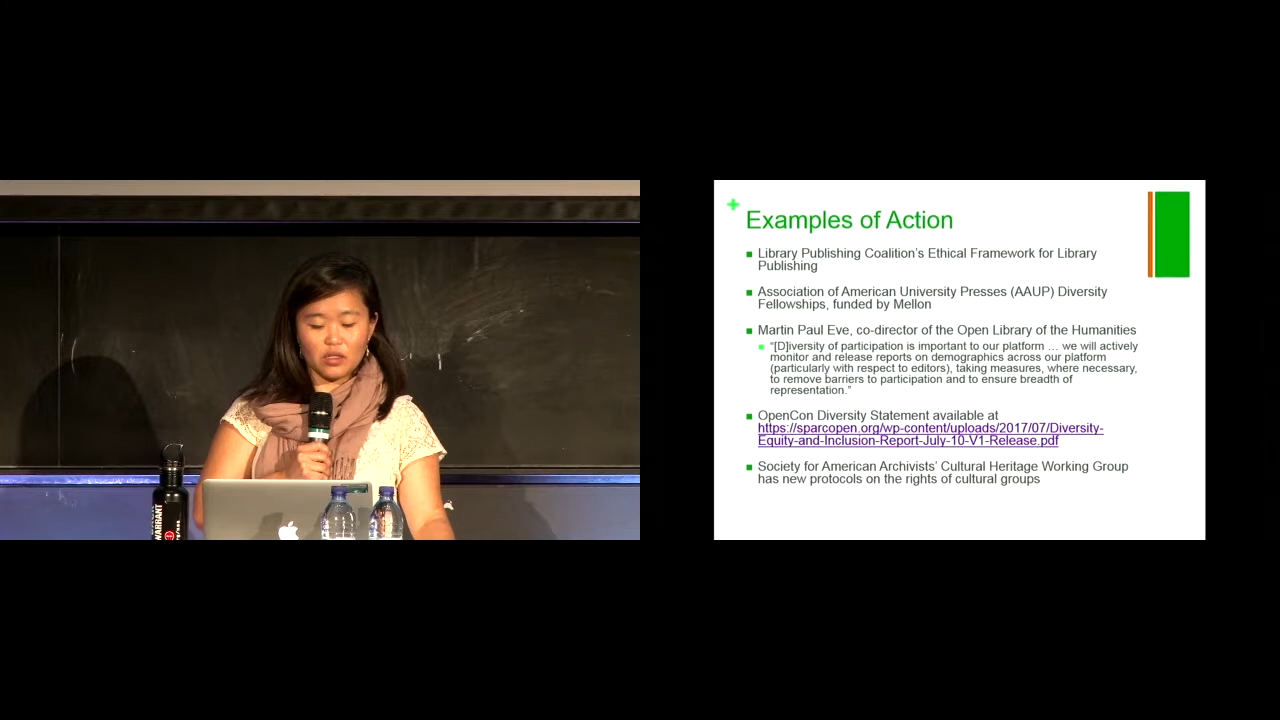 +
Examples of Action
Library Publishing Coalition's Ethical Framework for Library
Publishing
Association of American University Presses (AAUP) Diversity
Fellowships, funded by Mellon
Martin Paul Eve, co-director of the Open Library of the Humanities
"[D]iversity of participation is important to our platform … we will actively
monitor and release reports on demographics across our platform
(particularly with respect to editors), taking measures, where necessary,
to remove barriers to participation and to ensure breadth of
representation."
OpenCon Diversity Statement available at
https://sparcopen.org/wp-content/uploads/2017/07/Diversity-
Equity-and-Inclusion-Report-July-10-V1-Release.pdf
Society for American Archivists' Cultural Heritage Working Group
has new protocols on the rights of cultural groups
WARRANT